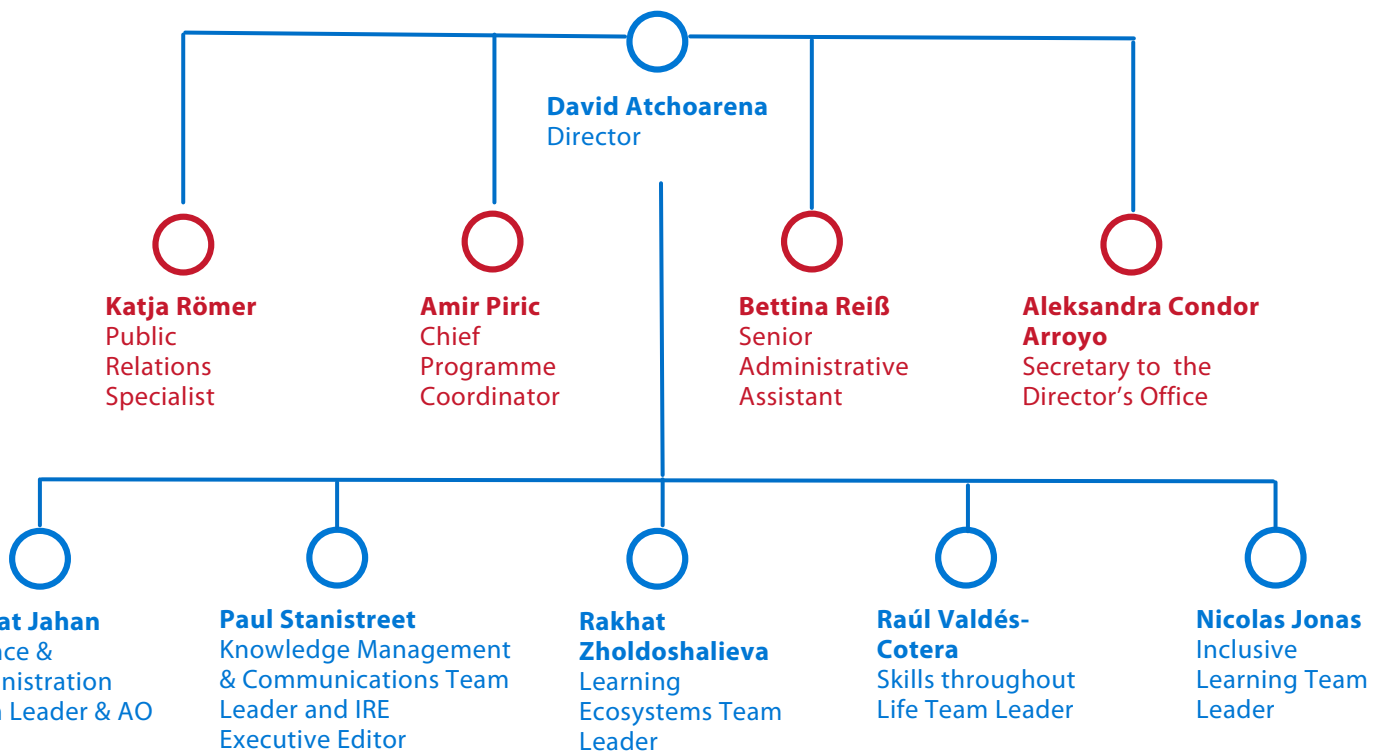 David Atchoarena
Director
Katja Römer
Public
Relations
Specialist
Amir Piric
Chief
Programme
Coordinator
Bettina Reiß
Senior
Administrative
Assistant
Aleksandra Condor
Arroyo
Secretary to the
Director’s Office
Jahan
&
Leader & AO
Paul Stanistreet
Knowledge Management
& Communications Team
Leader and IRE
Executive Editor
Rakhat
Zholdoshalieva
Learning
Ecosystems Team
Leader
Raúl Valdés-
Cotera
Skills throughout
Life Team Leader
Nicolas Jonas
Inclusive
Learning Team
Leader